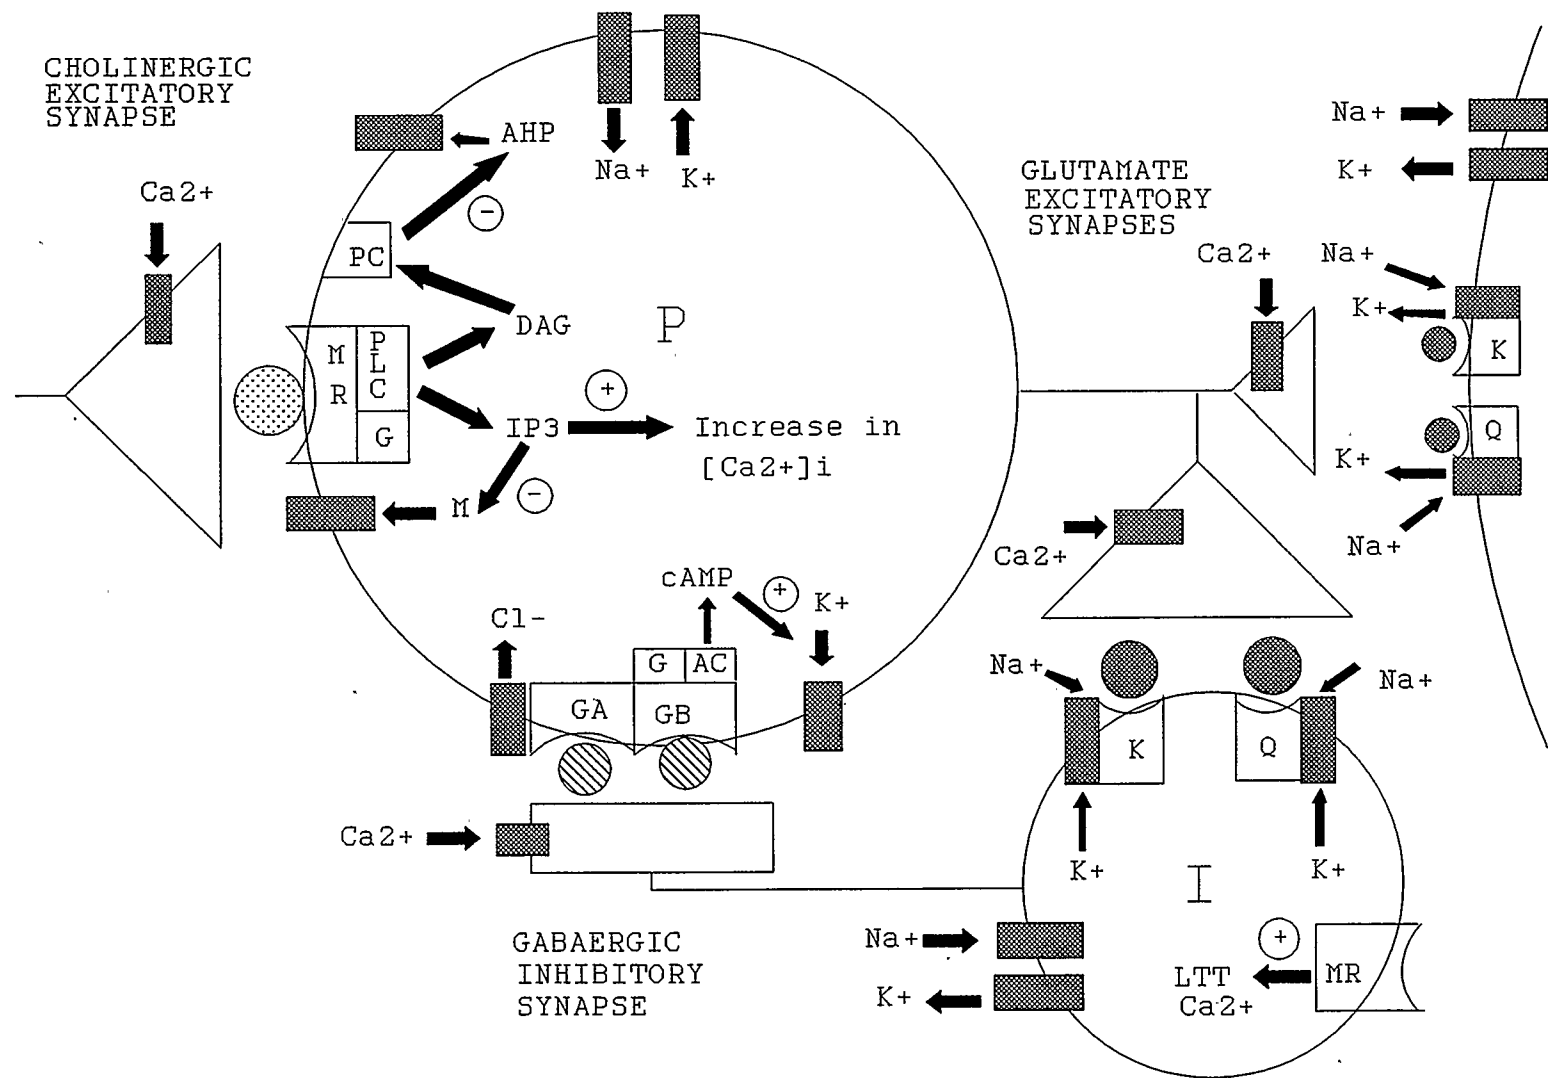 CHOLINERGIC
EXCITATORY
SYNAPSE
Ca2+
AHP
Na+
K+
−
PC
DAG
P
M
R
PLC
G
+
IP3
Increase in
[Ca2+]i
−
M
cAMP
+
K+
Cl-
G
AC
GA
GB
Ca2+
GABAERGIC
INHIBITORY
SYNAPSE
GLUTAMATE
EXCITATORY
SYNAPSES
Na+
K+
Ca2+
Na+
K+
K
Q
K+
Na+
Ca2+
Na+
Na+
K
Q
K+
K+
I
Na+
K+
+
LTT
Ca2+
MR